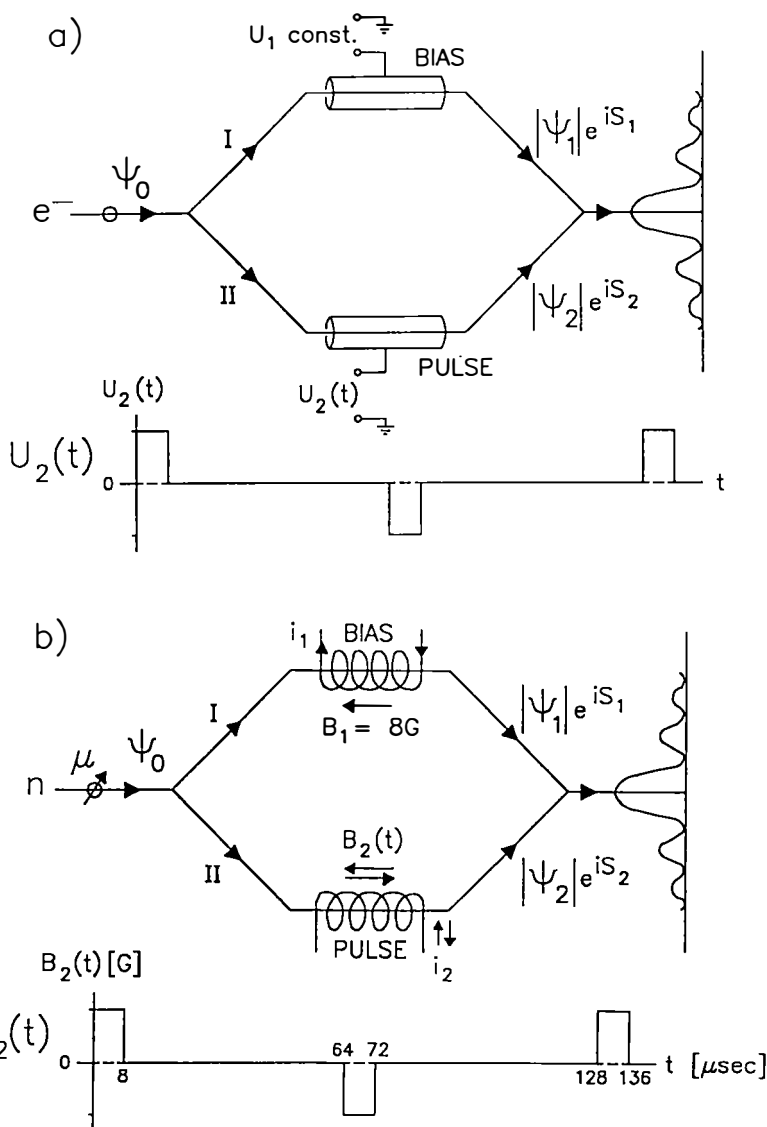 a)
U₁ const.
BIAS
I
|ψ₁|e^iS₁
ψ₀
e⁻
II
|ψ₂|e^iS₂
PULSE
U₂(t)
U₂(t)
U₂(t)
0
t
b)
i₁
BIAS
I
B₁ = 8G
|ψ₁|e^iS₁
μ
ψ₀
n
B₂(t)
II
|ψ₂|e^iS₂
PULSE
i₂
B₂(t) [G]
₂(t)
0
8
64
72
128
136
t [μsec]